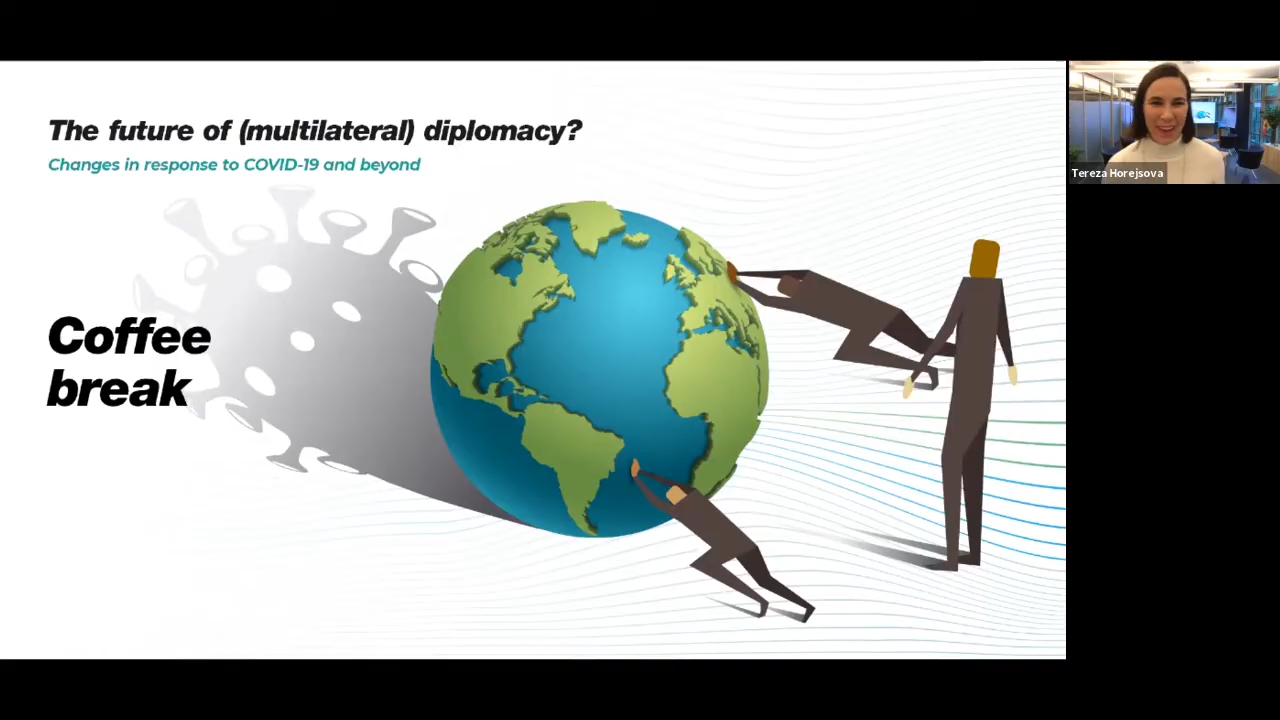 The future of (multilateral) diplomacy?
Changes in response to COVID-19 and beyond
Coffee
break
Tereza Horejsova